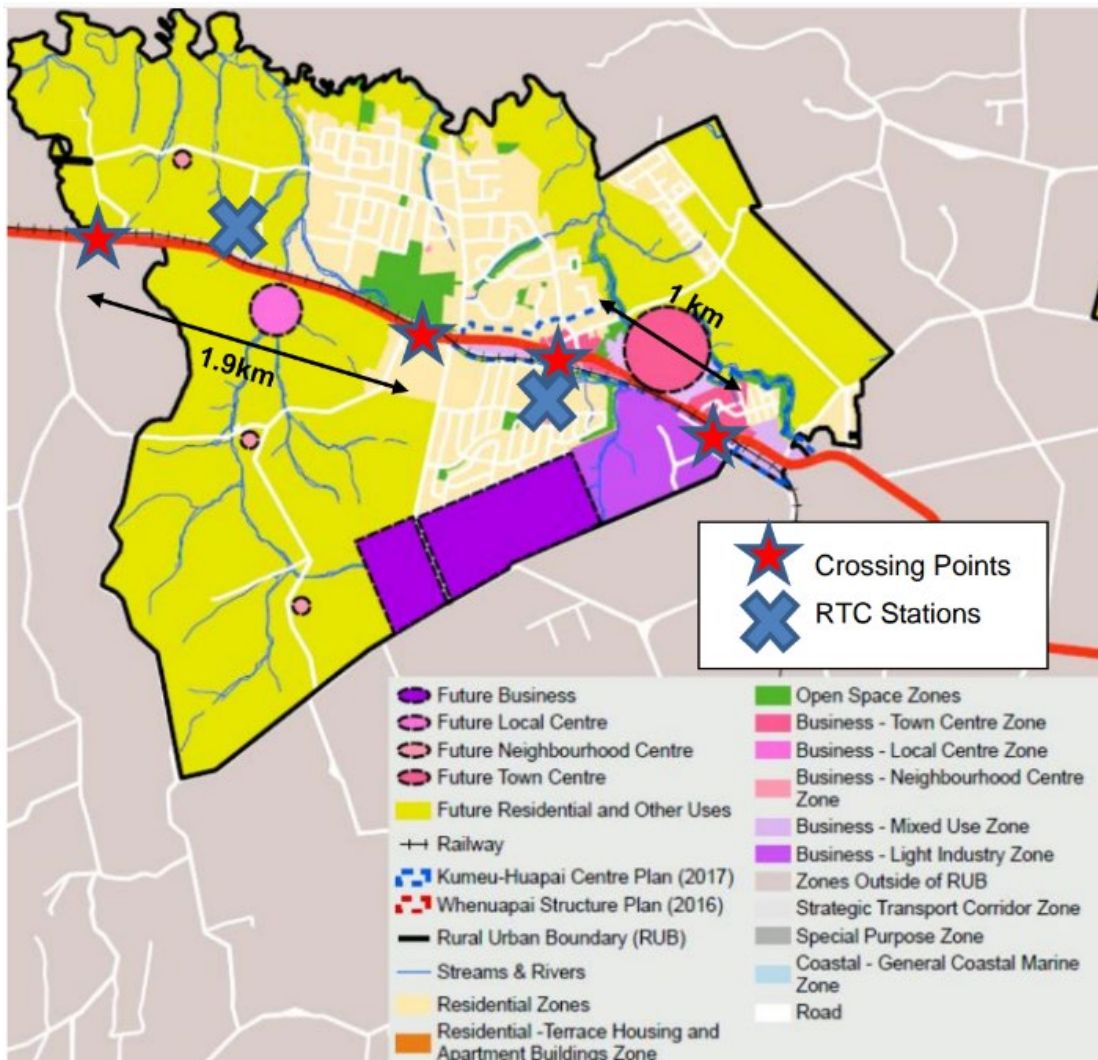 1.9km
1 km
Crossing Points
RTC Stations
Future Business
Future Local Centre
Future Neighbourhood Centre
Future Town Centre
Future Residential and Other Uses
Railway
Kumeu-Huapai Centre Plan (2017)
Whenuapai Structure Plan (2016)
Rural Urban Boundary (RUB)
Streams & Rivers
Residential Zones
Residential -Terrace Housing and
Apartment Buildings Zone
Open Space Zones
Business - Town Centre Zone
Business - Local Centre Zone
Business - Neighbourhood Centre
Zone
Business - Mixed Use Zone
Business - Light Industry Zone
Zones Outside of RUB
Strategic Transport Corridor Zone
Special Purpose Zone
Coastal - General Coastal Marine
Zone
Road